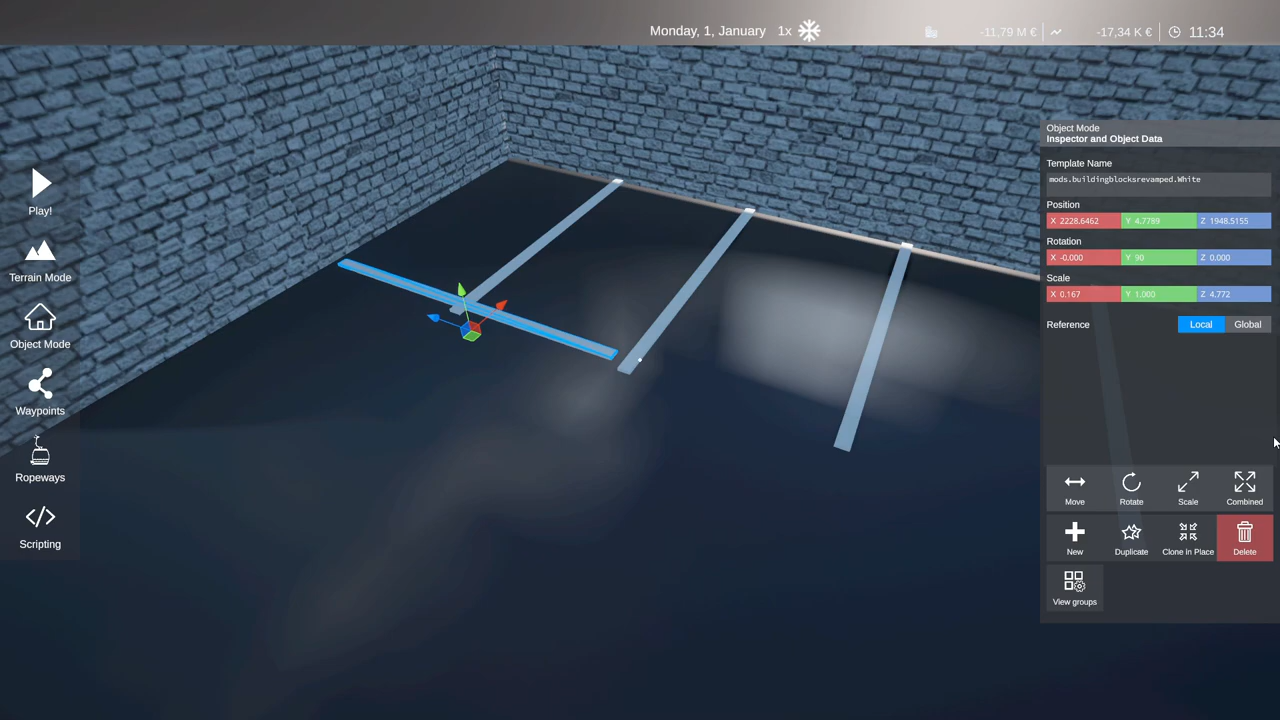 Monday, 1, January 1x -11,79 M € -17,34 K € 11:34
Play!
Terrain Mode
Object Mode
Waypoints
Ropeways
Scripting
Object Mode
Inspector and Object Data
Template Name
mods.buildingblocksrevamped.White
Position
X 2228.6462 Y 4.7789 Z 1948.5155
Rotation
X -0.000 Y 90 Z 0.000
Scale
X 0.167 Y 1.000 Z 4.772
Reference Local Global
Move Rotate Scale Combined
New Duplicate Clone in Place Delete
View groups